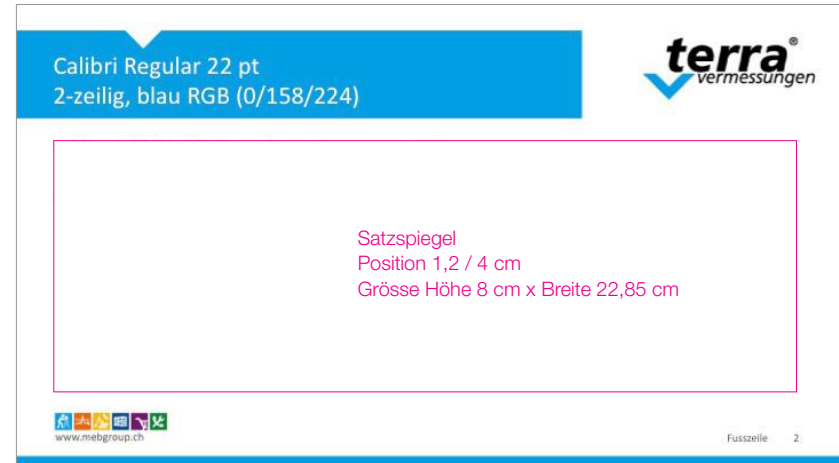 Calibri Regular 22 pt
2-zeilig, blau RGB (0/158/224)
terra®
vermessungen
Satzspiegel
Position 1,2 / 4 cm
Grösse Höhe 8 cm x Breite 22,85 cm
www.mebgroup.ch
Fusszeile 2